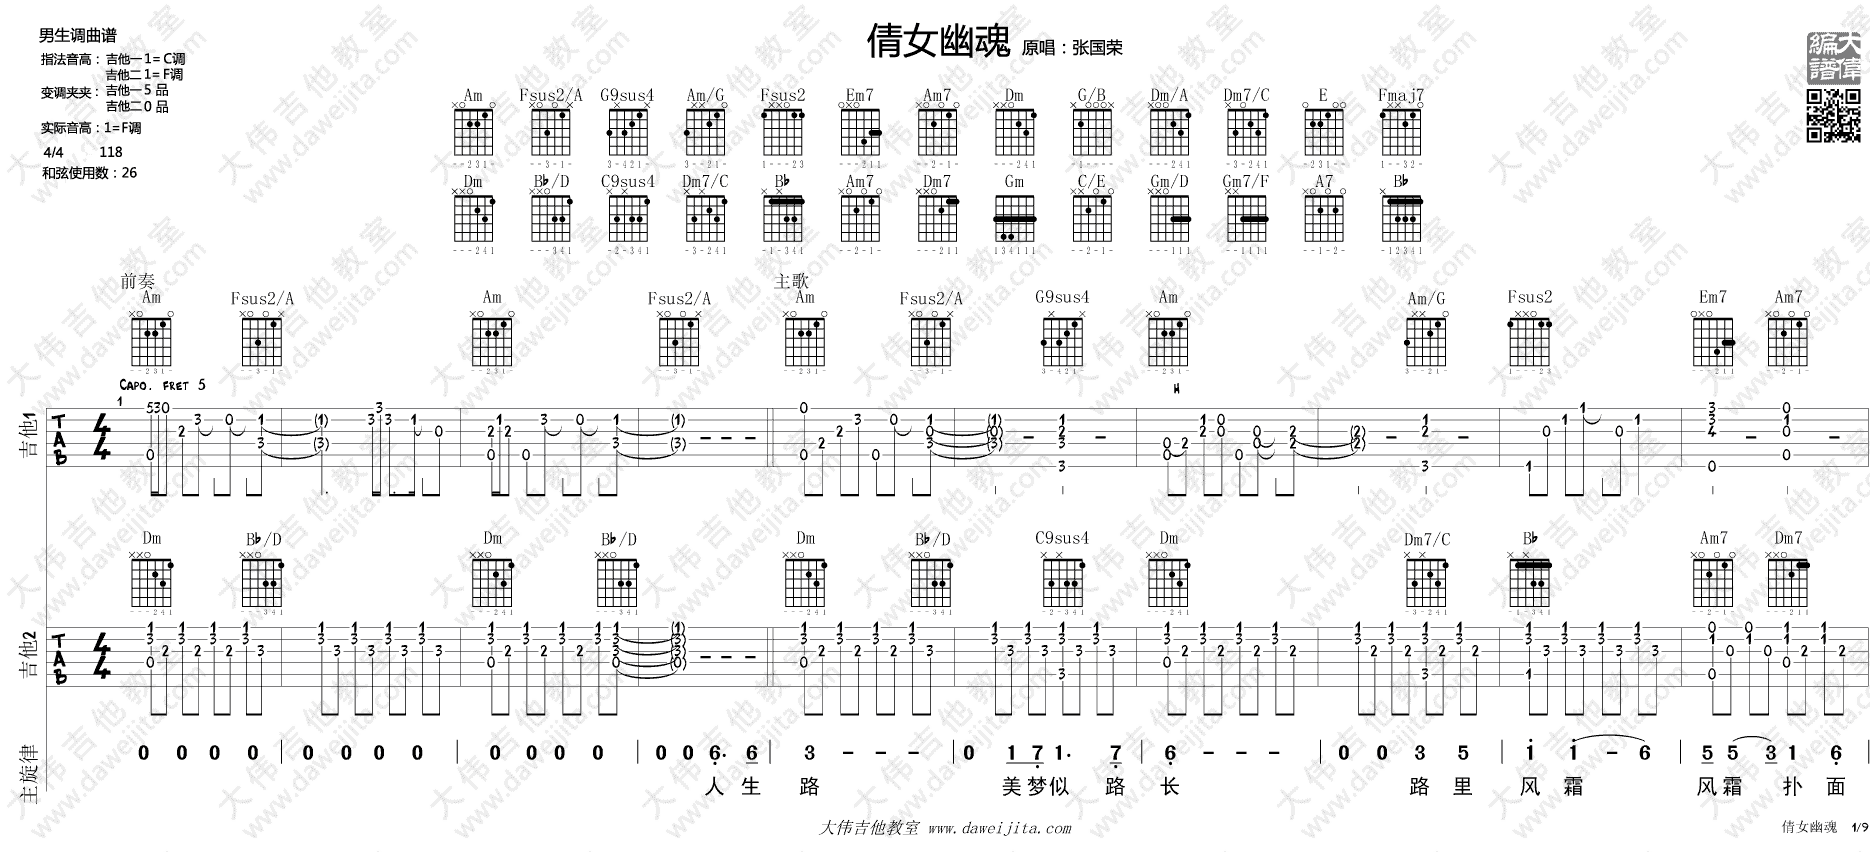 男生调曲谱
指法音高：吉他一 1 = C调
吉他二 1 = F调
变调夹夹：吉他一 5 品
吉他二 0 品
实际音高：1=F调
4/4 118
和弦使用数：26
倩女幽魂 原唱：张国荣
大偉
編譜
Am Fsus2/A G9sus4 Am/G Fsus2 Em7 Am7 Dm G/B Dm/A Dm7/C E Fmaj7
Dm B♭/D C9sus4 Dm7/C B♭ Am7 Dm7 Gm C/E Gm/D Gm7/F A7 B♭
前奏 主歌
Am Fsus2/A Am Fsus2/A Am Fsus2/A G9sus4 Am Am/G Fsus2 Em7 Am7
CAPO. FRET 5
1
H
吉他1
TAB 4/4
Dm B♭/D Dm B♭/D Dm B♭/D C9sus4 Dm Dm7/C B♭ Am7 Dm7
吉他2
TAB 4/4
主旋律
0 0 0 0 | 0 0 0 0 | 0 0 0 0 | 0 0 6. 6 | 3 - - - | 0 1 7 1. 7 | 6 - - - | 0 0 3 5 | i i - 6 | 5 5 3 1 6
人 生 路 美 梦 似 路 长 路 里 风 霜 风 霜 扑 面
大伟吉他教室 www.daweijita.com
倩女幽魂 1/9